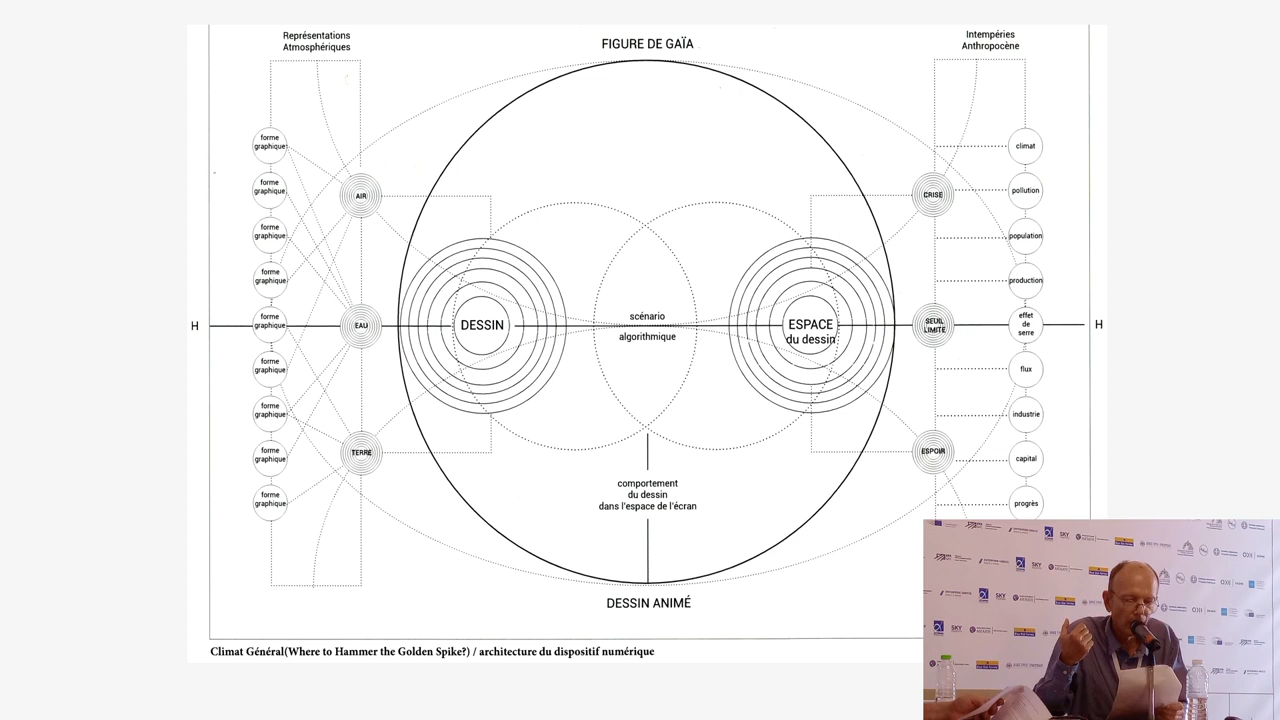 Représentations
Atmosphériques
FIGURE DE GAÏA
Intempéries
Anthropocène
forme
graphique
forme
graphique
forme
graphique
forme
graphique
forme
graphique
forme
graphique
forme
graphique
forme
graphique
forme
graphique
AIR
EAU
TERRE
H
DESSIN
scénario
algorithmique
ESPACE
du dessin
comportement
du dessin
dans l'espace de l'écran
CRISE
SEUIL
LIMITE
ESPOIR
climat
pollution
population
production
effet
de
serre
flux
industrie
capital
progrès
H
DESSIN ANIMÉ
Climat Général(Where to Hammer the Golden Spike?) / architecture du dispositif numérique
SKY
SKY
SKY
SKY